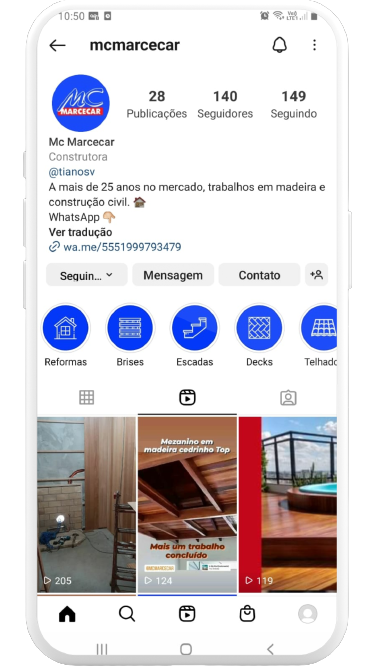 10:50
mcmarcecar
MC
MARCECAR
28
140
149
Publicações
Seguidores
Seguindo
Mc Marcecar
Construtora
@tianosv
A mais de 25 anos no mercado, trabalhos em madeira e
construção civil.
WhatsApp
Ver tradução
wa.me/5551999793479
Seguin...
Mensagem
Contato
Reformas
Brises
Escadas
Decks
Telhado
Mezanino em
madeira cedrinho Top
Mais um trabalho
concluído
205
124
119